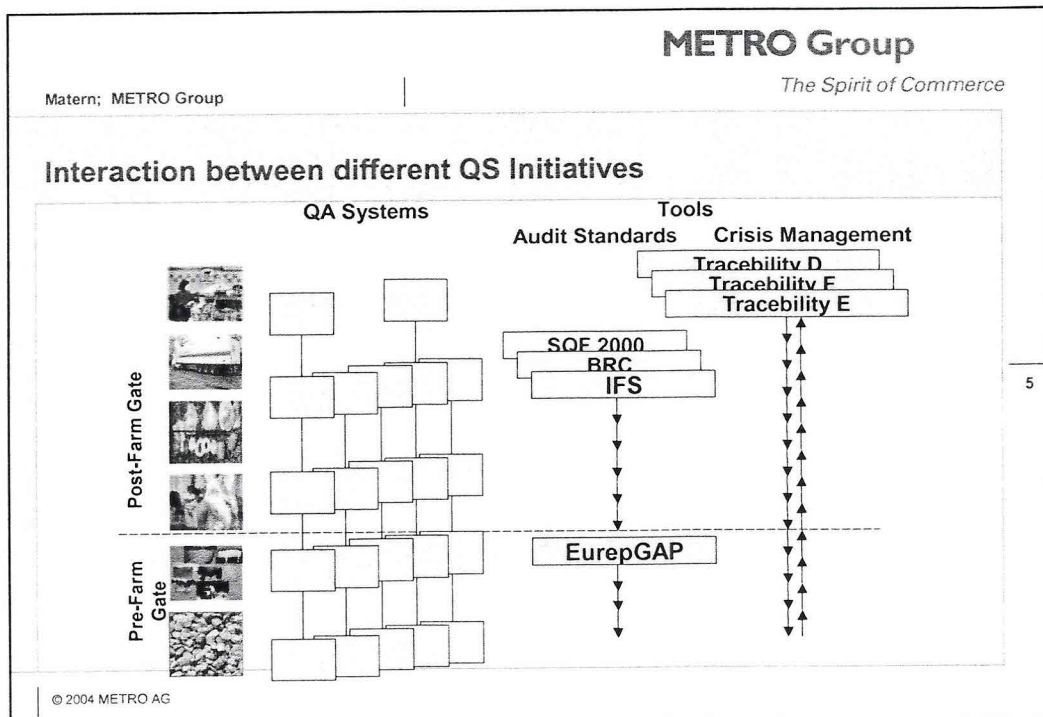 METRO Group
The Spirit of Commerce
Matern; METRO Group
Interaction between different QS Initiatives
QA Systems
Tools
Audit Standards
Crisis Management
Tracebility D
Tracebility F
Tracebility E
SQF 2000
BRC
IFS
5
Post-Farm Gate
EurepGAP
Pre-Farm
Gate
© 2004 METRO AG